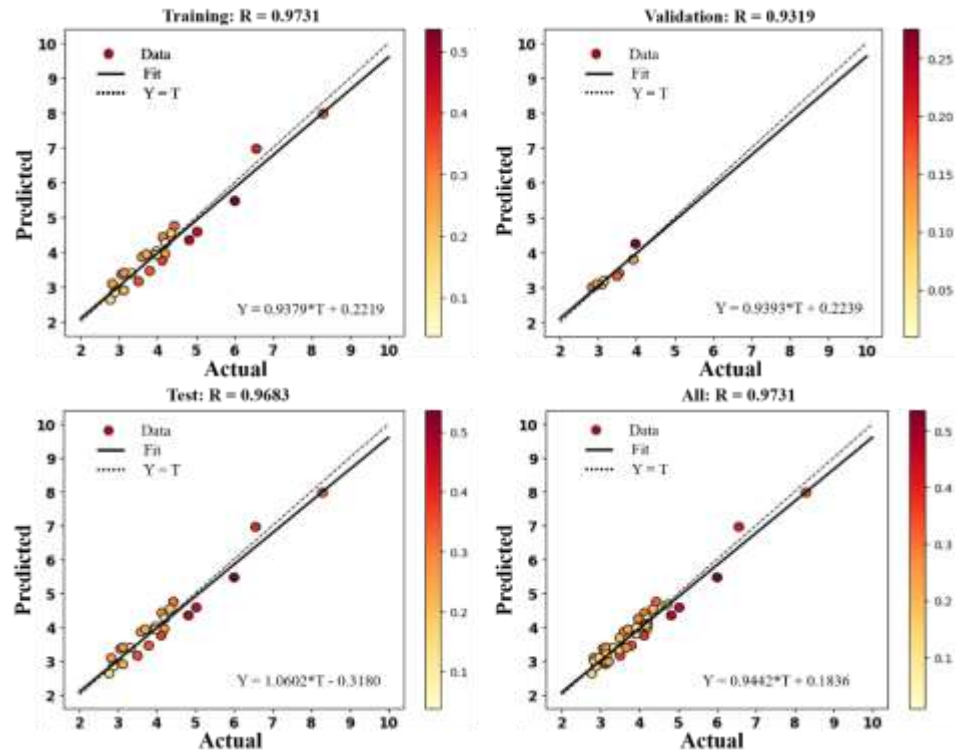 Training: R = 0.9731
10
9
8
7
6
5
4
3
2
Predicted
Data
Fit
Y = T
Y = 0.9379*T + 0.2219
2 3 4 5 6 7 8 9 10
Actual
0.5
0.4
0.3
0.2
0.1
Validation: R = 0.9319
10
9
8
7
6
5
4
3
2
Predicted
Data
Fit
Y = T
Y = 0.9393*T + 0.2239
2 3 4 5 6 7 8 9 10
Actual
0.25
0.20
0.15
0.10
0.05
Test: R = 0.9683
10
9
8
7
6
5
4
3
2
Predicted
Data
Fit
Y = T
Y = 1.0602*T - 0.3180
2 3 4 5 6 7 8 9 10
Actual
0.5
0.4
0.3
0.2
0.1
All: R = 0.9731
10
9
8
7
6
5
4
3
2
Predicted
Data
Fit
Y = T
Y = 0.9442*T + 0.1836
2 3 4 5 6 7 8 9 10
Actual
0.5
0.4
0.3
0.2
0.1